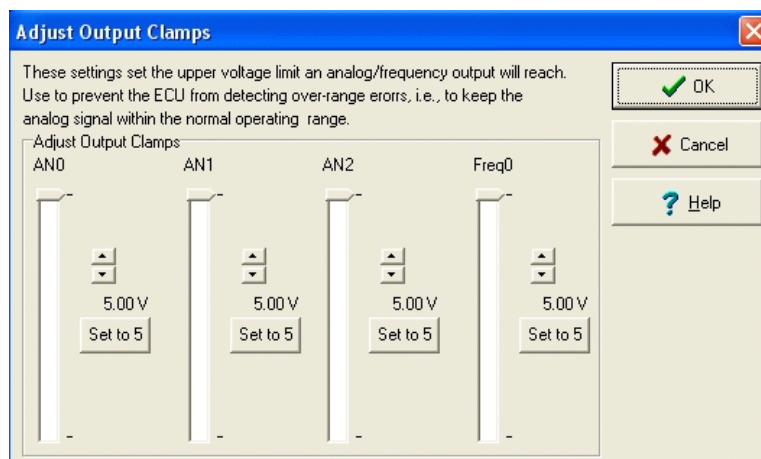 Adjust Output Clamps
These settings set the upper voltage limit an analog/frequency output will reach.
Use to prevent the ECU from detecting over-range erorrs, i.e., to keep the
analog signal within the normal operating range.
OK
Cancel
Help
Adjust Output Clamps
AN0 AN1 AN2 Freq0
5.00 V 5.00 V 5.00 V 5.00 V
Set to 5 Set to 5 Set to 5 Set to 5